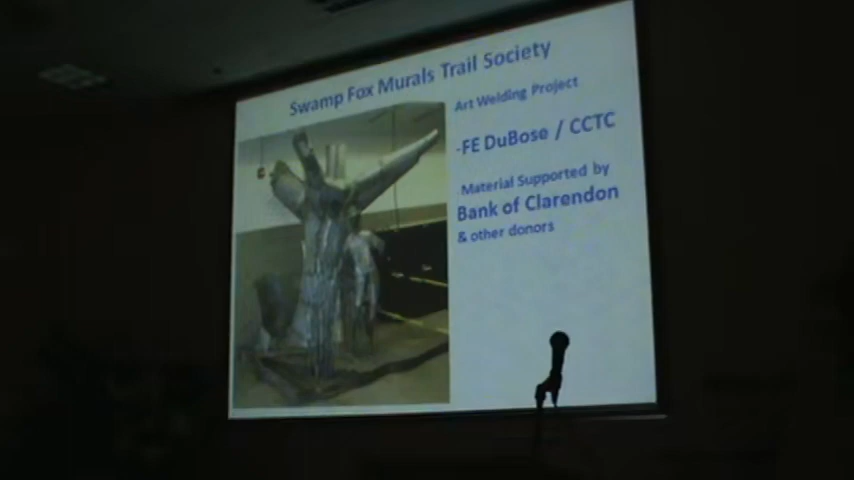 Swamp Fox Murals Trail Society
Art Welding Project
-FE DuBose / CCTC
Material Supported by
Bank of Clarendon
& other donors